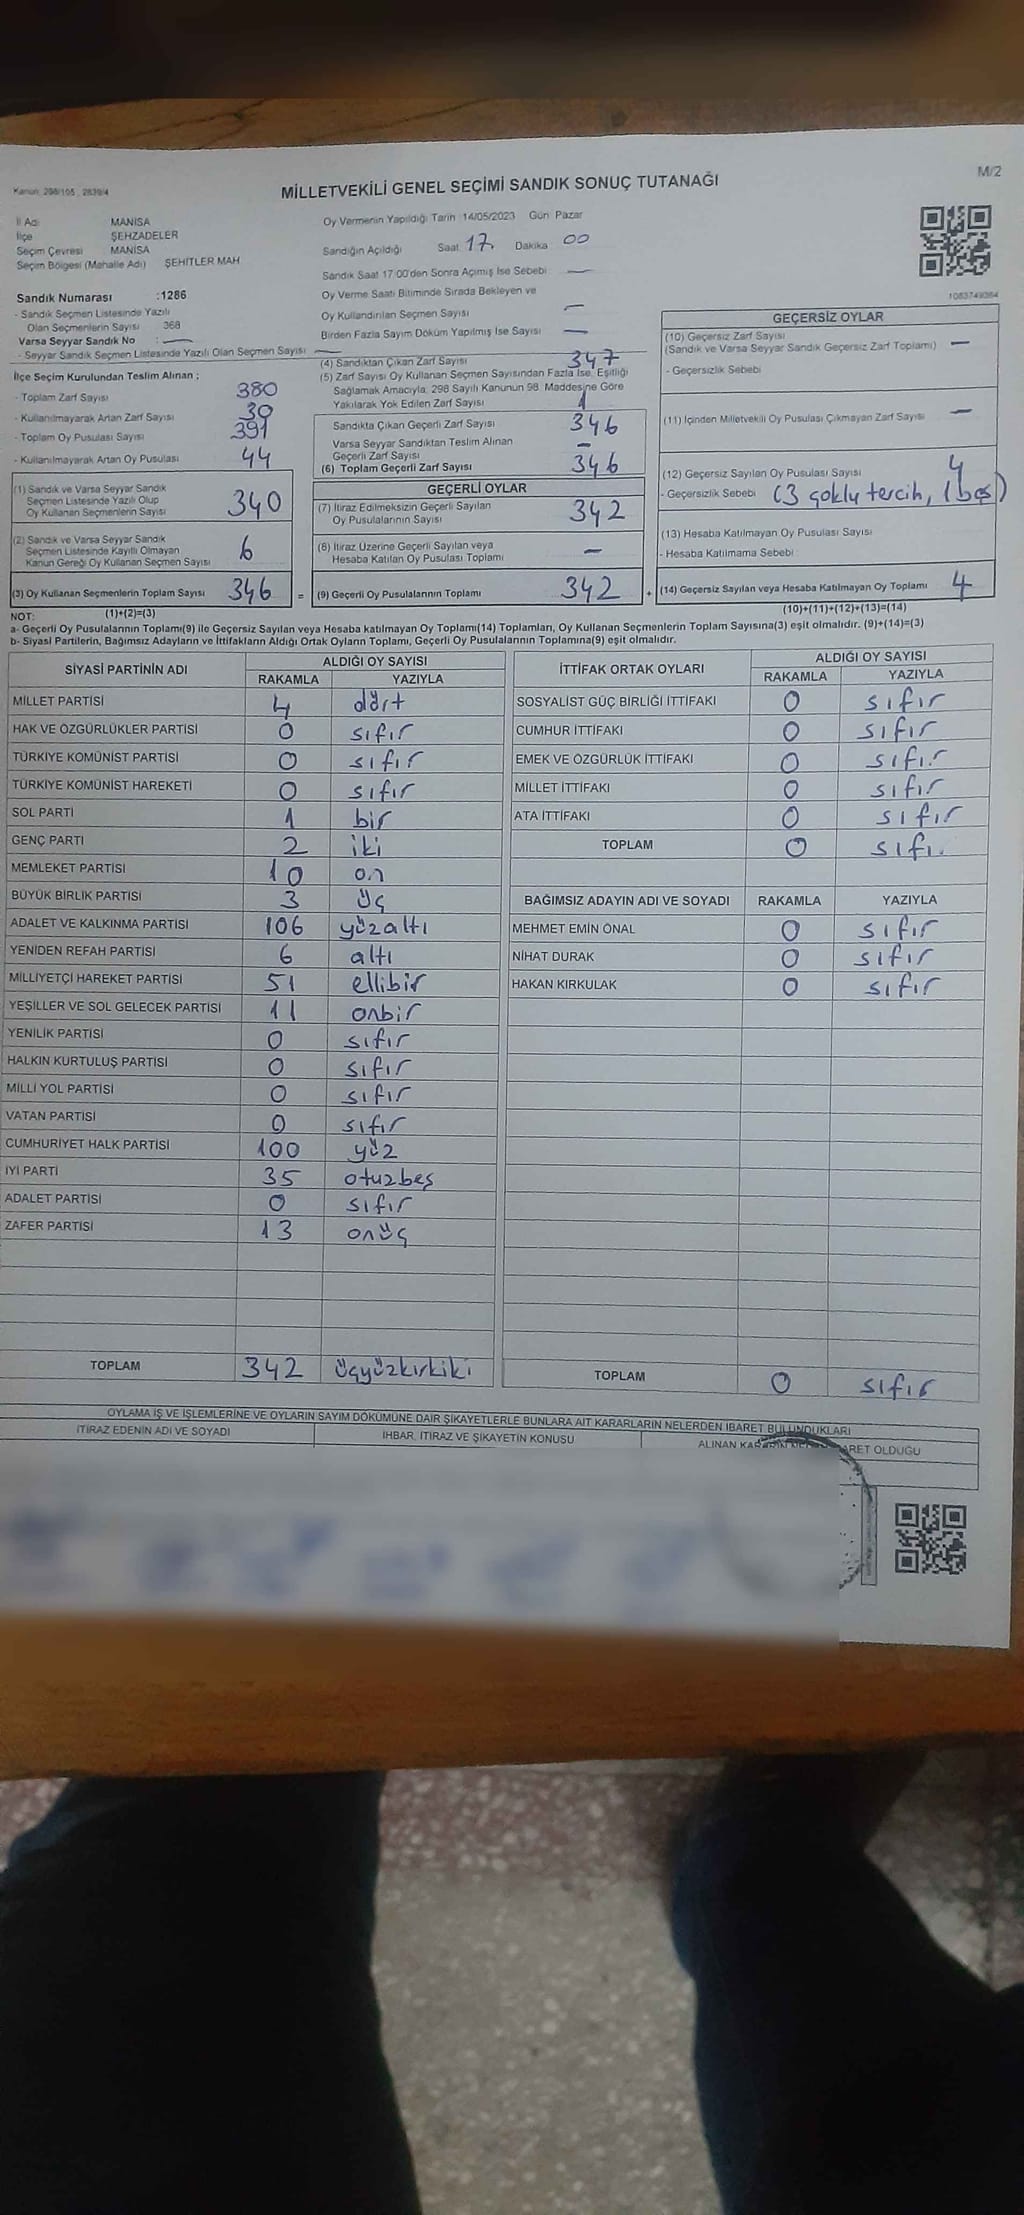 M/2
Kanun: 298/105 , 2839/4
MİLLETVEKİLİ GENEL SEÇİMİ SANDIK SONUÇ TUTANAĞI
İl Adı MANİSA
İlçe ŞEHZADELER
Seçim Çevresi MANİSA
Seçim Bölgesi (Mahalle Adı) ŞEHİTLER MAH
Sandık Numarası :1286
- Sandık Seçmen Listesinde Yazılı
Olan Seçmenlerin Sayısı 368
Varsa Seyyar Sandık No : —
- Seyyar Sandık Seçmen Listesinde Yazılı Olan Seçmen Sayısı —
İlçe Seçim Kurulundan Teslim Alınan ;
- Toplam Zarf Sayısı 380
- Kullanılmayarak Artan Zarf Sayısı
- Toplam Oy Pusulası Sayısı 391
- Kullanılmayarak Artan Oy Pusulası 44
(1) Sandık ve Varsa Seyyar Sandık
Seçmen Listesinde Yazılı Olup
Oy Kullanan Seçmenlerin Sayısı 340
(2) Sandık ve Varsa Seyyar Sandık
Seçmen Listesinde Kayıtlı Olmayan
Kanun Gereği Oy Kullanan Seçmen Sayısı 6
(3) Oy Kullanan Seçmenlerin Toplam Sayısı 346 =
Oy Vermenin Yapıldığı Tarih :14/05/2023 Gün: Pazar
Sandığın Açıldığı Saat 17. Dakika 00
Sandık Saat 17:00'den Sonra Açılmış İse Sebebi: —
Oy Verme Saati Bitiminde Sırada Bekleyen ve
Oy Kullandırılan Seçmen Sayısı —
Birden Fazla Sayım Döküm Yapılmış İse Sayısı —
(4) Sandıktan Çıkan Zarf Sayısı 347
(5) Zarf Sayısı Oy Kullanan Seçmen Sayısından Fazla İse, Eşitliği
Sağlamak Amacıyla, 298 Sayılı Kanunun 98. Maddesine Göre
Yakılarak Yok Edilen Zarf Sayısı 1
Sandıkta Çıkan Geçerli Zarf Sayısı 346
Varsa Seyyar Sandıktan Teslim Alınan
Geçerli Zarf Sayısı —
(6) Toplam Geçerli Zarf Sayısı 346
GEÇERLİ OYLAR
(7) İtiraz Edilmeksizin Geçerli Sayılan
Oy Pusulalarının Sayısı 342
(8) İtiraz Üzerine Geçerli Sayılan veya
Hesaba Katılan Oy Pusulası Toplamı —
(9) Geçerli Oy Pusulalarının Toplamı 342 +
1083749364
GEÇERSİZ OYLAR
(10) Geçersiz Zarf Sayısı
(Sandık ve Varsa Seyyar Sandık Geçersiz Zarf Toplamı) —
- Geçersizlik Sebebi
(11) İçinden Milletvekili Oy Pusulası Çıkmayan Zarf Sayısı —
(12) Geçersiz Sayılan Oy Pusulası Sayısı 4
- Geçersizlik Sebebi (3 çoklu tercih, 1 boş)
(13) Hesaba Katılmayan Oy Pusulası Sayısı
- Hesaba Katılmama Sebebi :
(14) Geçersiz Sayılan veya Hesaba Katılmayan Oy Toplamı 4
NOT: (1)+(2)=(3) (10)+(11)+(12)+(13)=(14)
a- Geçerli Oy Pusulalarının Toplamı(9) ile Geçersiz Sayılan veya Hesaba katılmayan Oy Toplamı(14) Toplamları, Oy Kullanan Seçmenlerin Toplam Sayısına(3) eşit olmalıdır. (9)+(14)=(3)
b- Siyasi Partilerin, Bağımsız Adayların ve İttifakların Aldığı Ortak Oyların Toplamı, Geçerli Oy Pusulalarının Toplamına(9) eşit olmalıdır.
SİYASİ PARTİNİN ADI ALDIĞI OY SAYISI
RAKAMLA YAZIYLA
MİLLET PARTİSİ 4 dört
HAK VE ÖZGÜRLÜKLER PARTİSİ 0 sıfır
TÜRKİYE KOMÜNİST PARTİSİ 0 sıfır
TÜRKİYE KOMÜNİST HAREKETİ 0 sıfır
SOL PARTİ 1 bir
GENÇ PARTİ 2 iki
MEMLEKET PARTİSİ 10 on
BÜYÜK BİRLİK PARTİSİ 3 üç
ADALET VE KALKINMA PARTİSİ 106 yüzaltı
YENİDEN REFAH PARTİSİ 6 altı
MİLLİYETÇİ HAREKET PARTİSİ 51 ellibir
YEŞİLLER VE SOL GELECEK PARTİSİ 11 onbir
YENİLİK PARTİSİ 0 sıfır
HALKIN KURTULUŞ PARTİSİ 0 sıfır
MİLLİ YOL PARTİSİ 0 sıfır
VATAN PARTİSİ 0 sıfır
CUMHURİYET HALK PARTİSİ 100 yüz
İYİ PARTİ 35 otuzbeş
ADALET PARTİSİ 0 sıfır
ZAFER PARTİSİ 13 onüç
TOPLAM 342 üçyüzkırkiki
İTTİFAK ORTAK OYLARI ALDIĞI OY SAYISI
RAKAMLA YAZIYLA
SOSYALİST GÜÇ BİRLİĞİ İTTİFAKI 0 sıfır
CUMHUR İTTİFAKI 0 sıfır
EMEK VE ÖZGÜRLÜK İTTİFAKI 0 sıfır
MİLLET İTTİFAKI 0 sıfır
ATA İTTİFAKI 0 sıfır
TOPLAM 0 sıfır
BAĞIMSIZ ADAYIN ADI VE SOYADI RAKAMLA YAZIYLA
MEHMET EMİN ÖNAL 0 sıfır
NİHAT DURAK 0 sıfır
HAKAN KIRKULAK 0 sıfır
TOPLAM 0 sıfır
OYLAMA İŞ VE İŞLEMLERİNE VE OYLARIN SAYIM DÖKÜMÜNE DAİR ŞİKAYETLERLE BUNLARA AİT KARARLARIN NELERDEN İBARET BULUNDUKLARI
İTİRAZ EDENİN ADI VE SOYADI İHBAR, İTİRAZ VE ŞİKAYETİN KONUSU ALINAN KARARIN NEDEN İBARET OLDUĞU